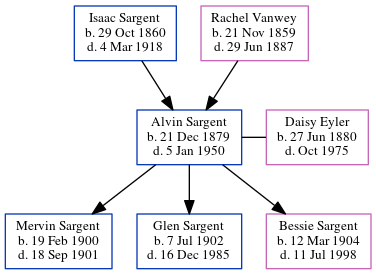 Isaac Sargent
b. 29 Oct 1860
d. 4 Mar 1918
Rachel Vanwey
b. 21 Nov 1859
d. 29 Jun 1887
Alvin Sargent
b. 21 Dec 1879
d. 5 Jan 1950
Daisy Eyler
b. 27 Jun 1880
d. Oct 1975
Mervin Sargent
b. 19 Feb 1900
d. 18 Sep 1901
Glen Sargent
b. 7 Jul 1902
d. 16 Dec 1985
Bessie Sargent
b. 12 Mar 1904
d. 11 Jul 1998